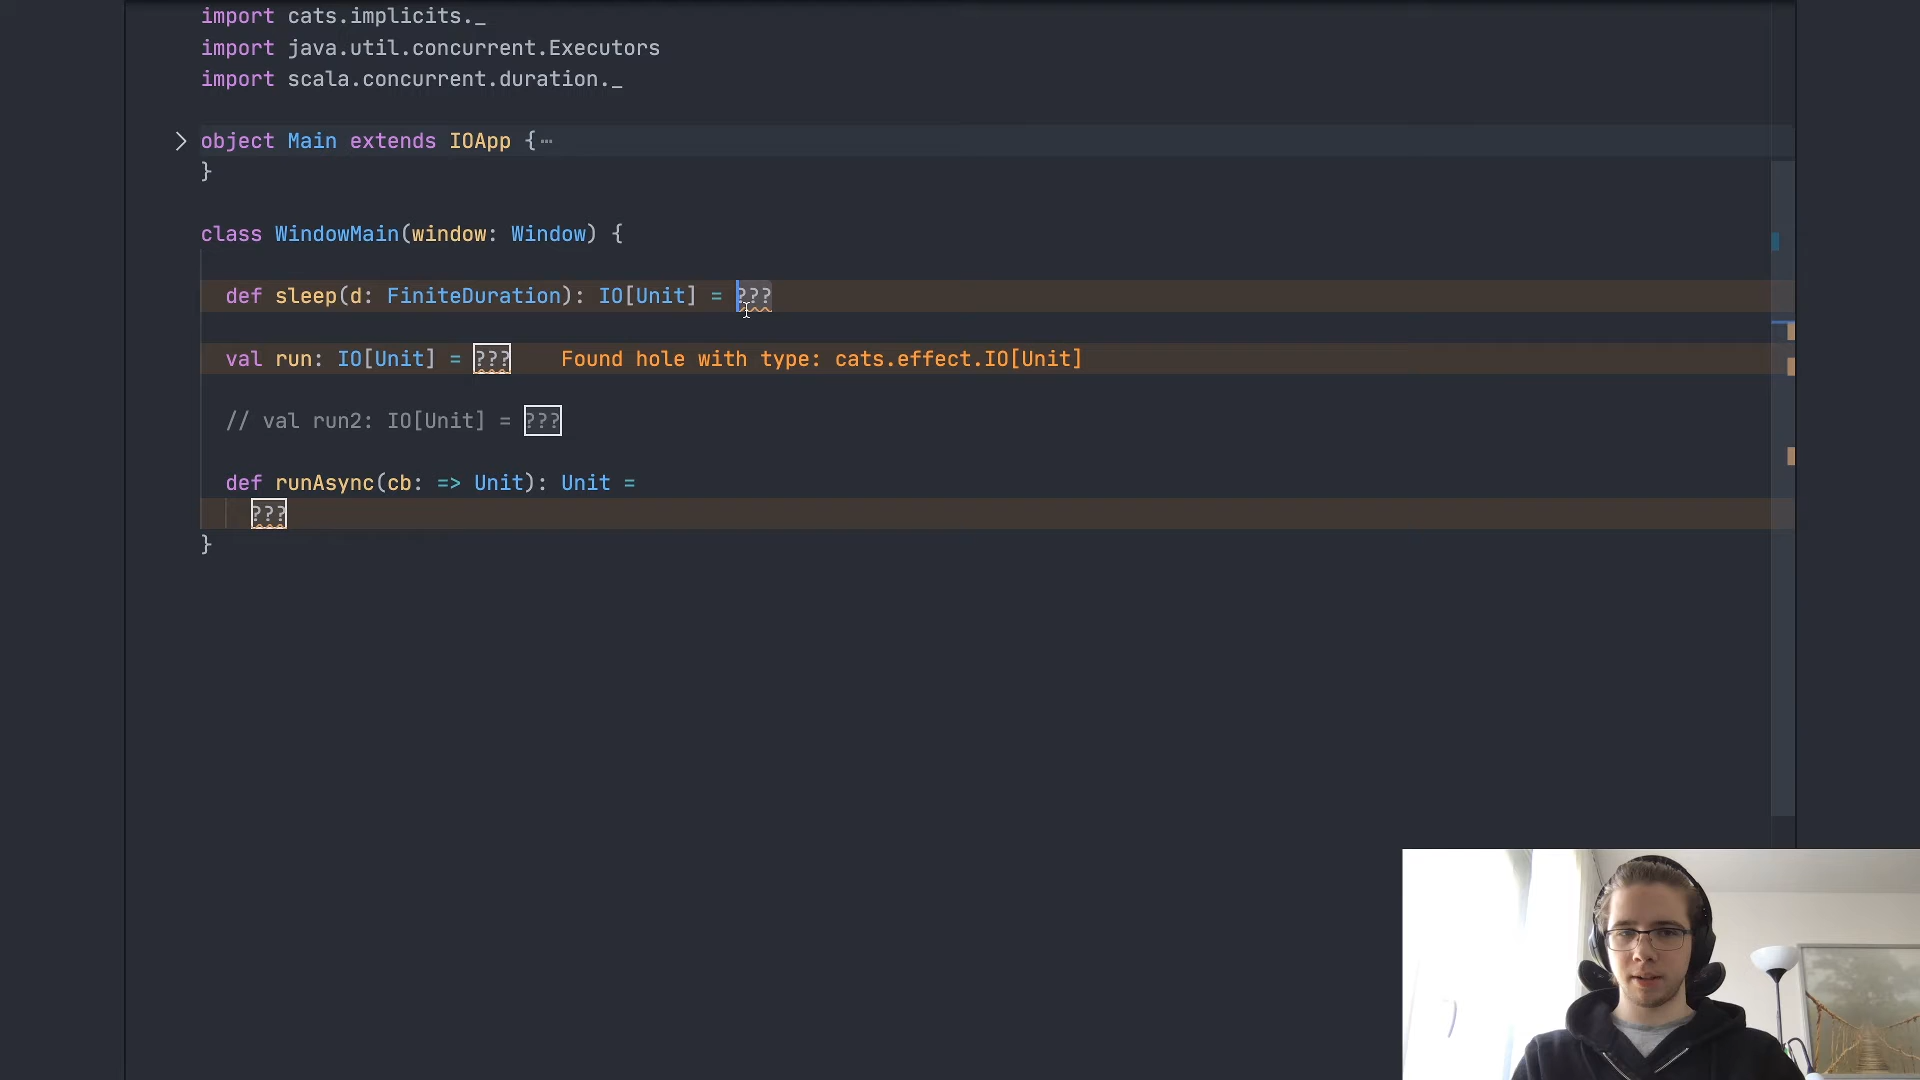 import cats.implicits._
import java.util.concurrent.Executors
import scala.concurrent.duration._
object Main extends IOApp {⋯
}
class WindowMain(window: Window) {
def sleep(d: FiniteDuration): IO[Unit] = ???
val run: IO[Unit] = ??? Found hole with type: cats.effect.IO[Unit]
// val run2: IO[Unit] = ???
def runAsync(cb: => Unit): Unit =
???
}